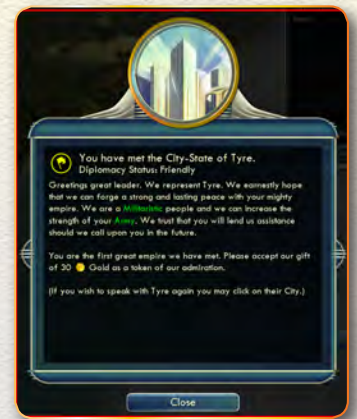 You have met the City-State of Tyre.
Diplomacy Status: Friendly
Greetings great leader. We represent Tyre. We earnestly hope
that we can forge a strong and lasting peace with your mighty
empire. We are a Militaristic people and we can increase the
strength of your Army. We trust that you will lend us assistance
should we call upon you in the future.
You are the first great empire we have met. Please accept our gift
of 30 Gold as a token of our admiration.
(If you wish to speak with Tyre again you may click on their City.)
Close